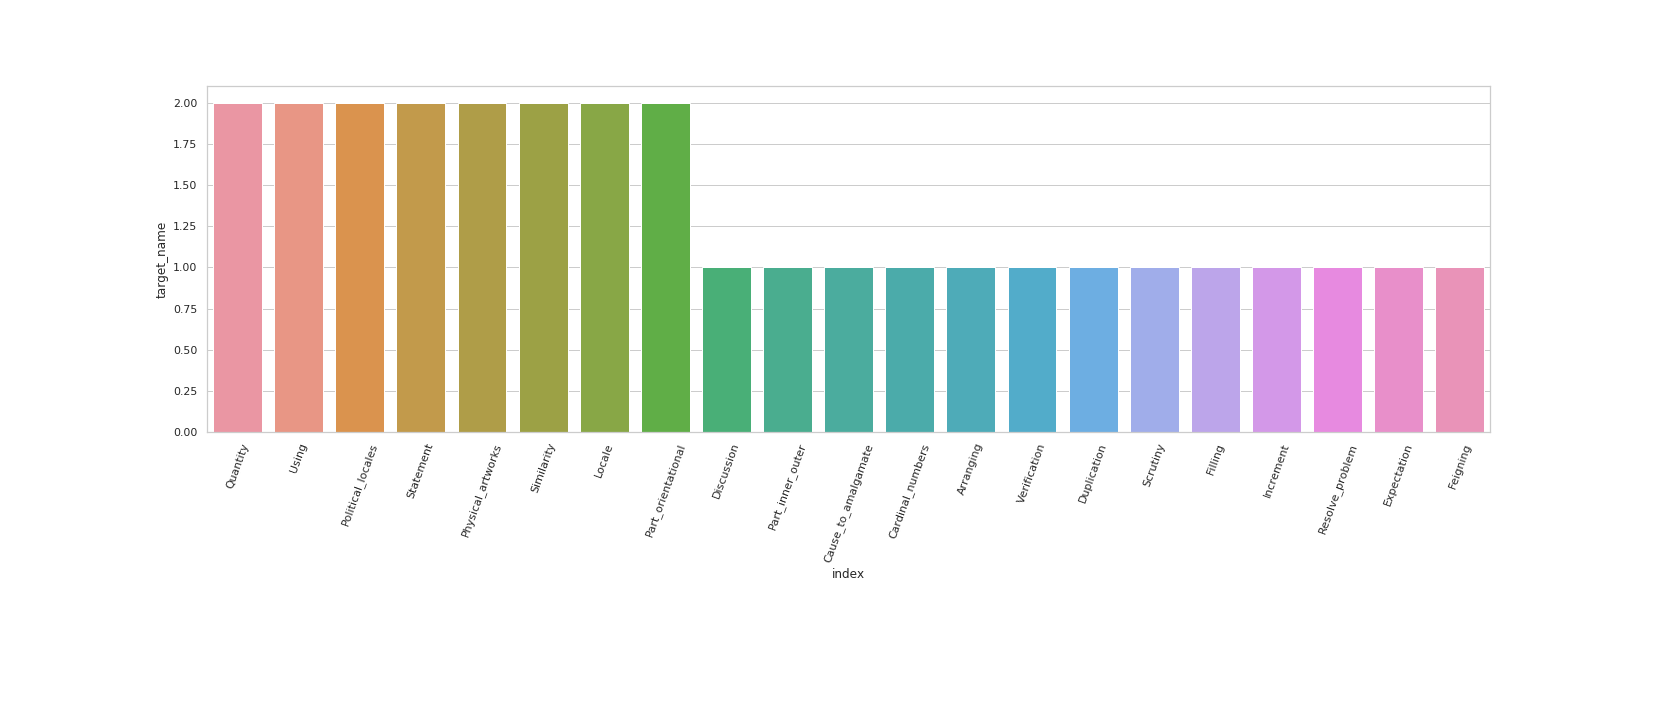 2.00
1.75
1.50
1.25
1.00
0.75
0.50
0.25
0.00
target_name
Quantity
Using
Political_locales
Statement
Physical_artworks
Similarity
Locale
Part_orientational
Discussion
Part_inner_outer
Cause_to_amalgamate
Cardinal_numbers
Arranging
Verification
Duplication
Scrutiny
Filling
Increment
Resolve_problem
Expectation
Feigning
index